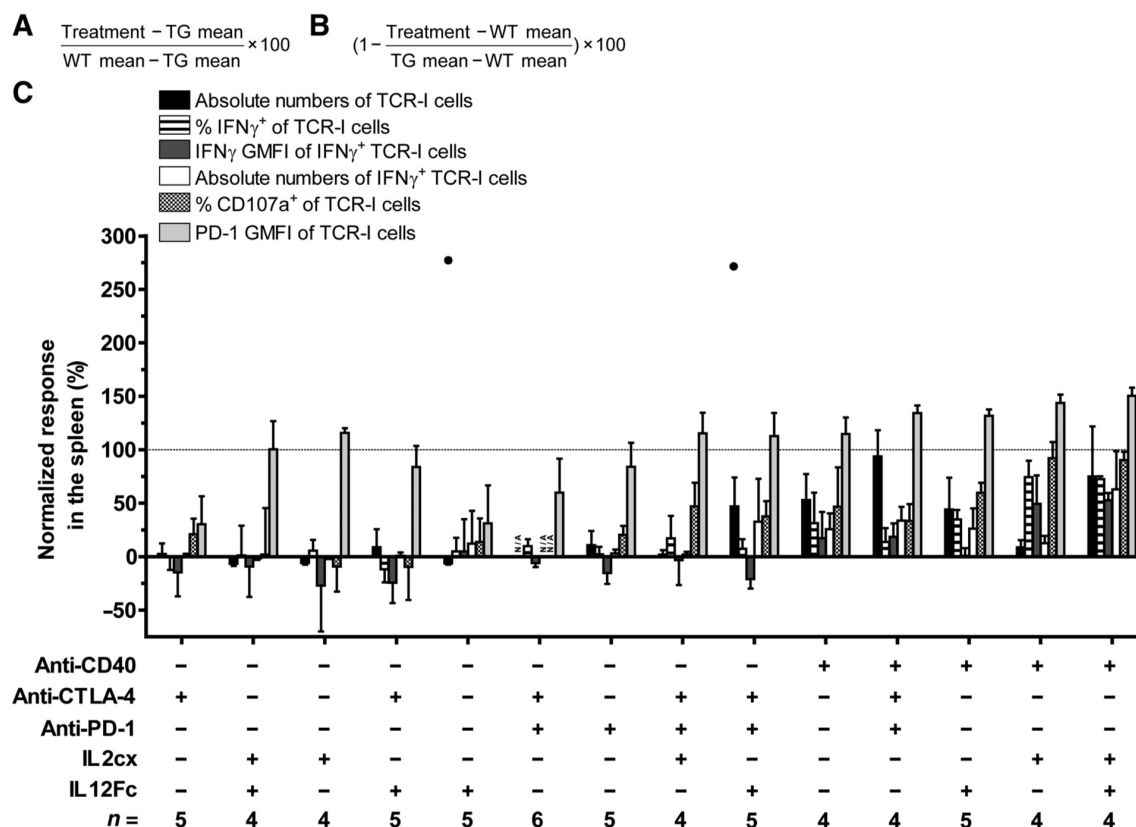 A
Treatment − TG mean
WT mean − TG mean
×100
B
(1− Treatment − WT mean
TG mean − WT mean
) × 100
C
Absolute numbers of TCR-I cells
% IFNγ+ of TCR-I cells
IFNγ GMFI of IFNγ+ TCR-I cells
Absolute numbers of IFNγ+ TCR-I cells
% CD107a+ of TCR-I cells
PD-1 GMFI of TCR-I cells
Normalized response
in the spleen (%)
300
250
200
150
100
50
0
−50
N/A
N/A
N/A
Anti-CD40 − − − − − − − − − + + + + +
Anti-CTLA-4 + − − + − + − + + − + − − −
Anti-PD-1 − − − − − + + + + − + − − −
IL2cx − + + − − − − + − − − − + +
IL12Fc − + − + + − − − + − − + − +
n = 5 4 4 5 5 6 5 4 5 4 4 5 4 4